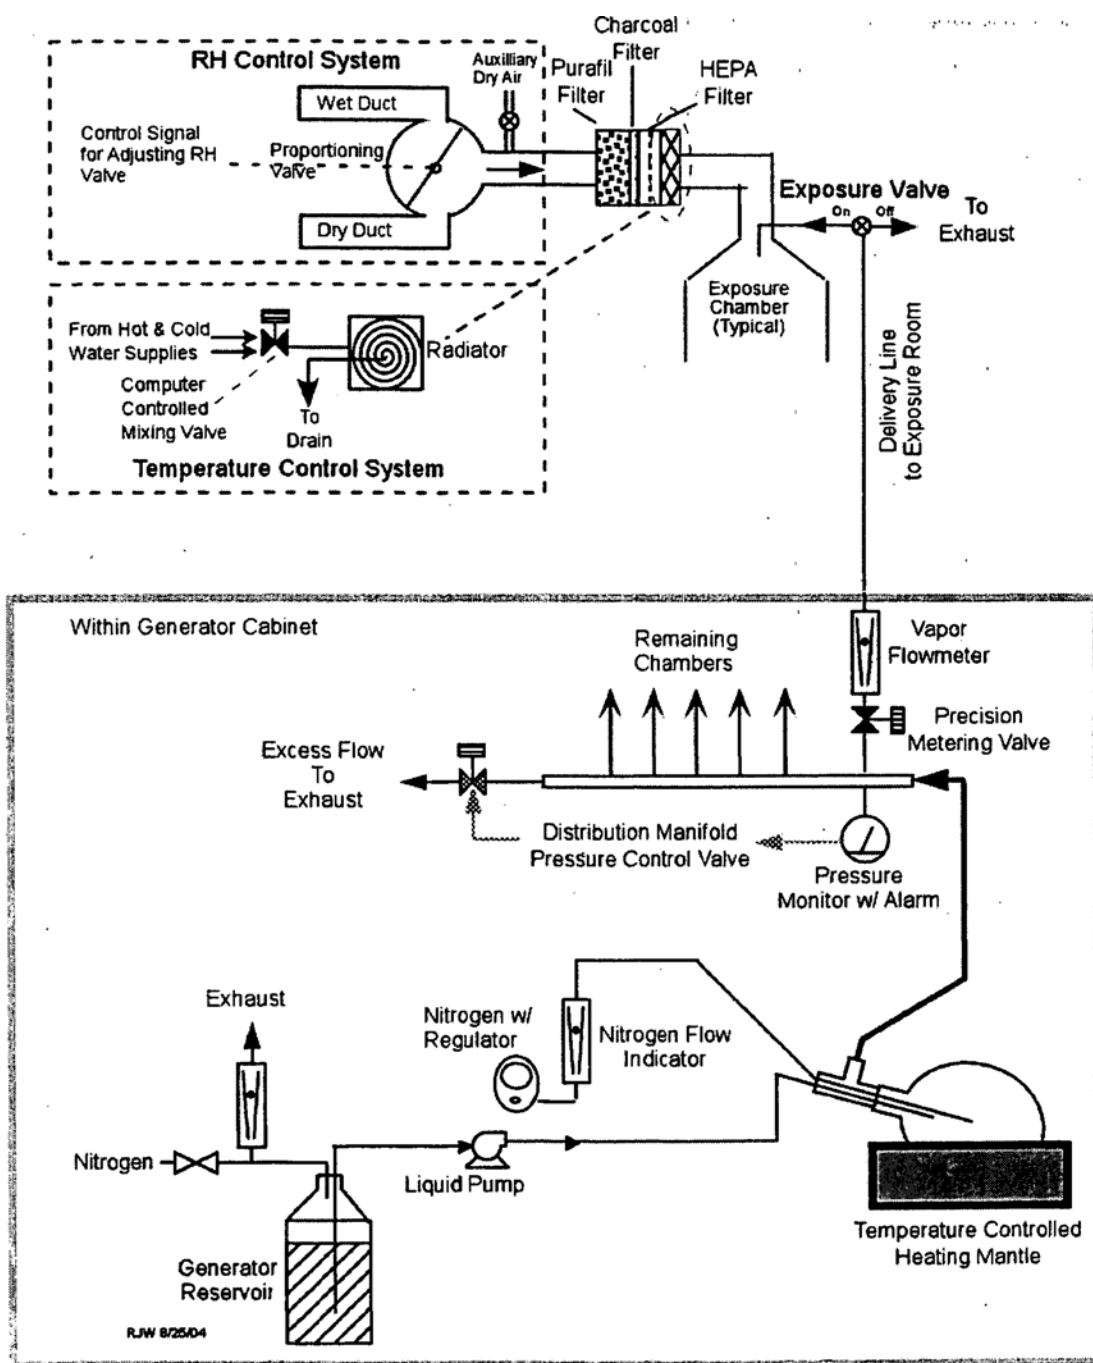 RH Control System
Wet Duct
Control Signal
for Adjusting RH
Valve
Proportioning
Valve
Dry Duct
Auxilliary
Dry Air
Purafil
Filter
Charcoal
Filter
HEPA
Filter
Exposure Valve
On
Off
To
Exhaust
Exposure
Chamber
(Typical)
From Hot & Cold
Water Supplies
Computer
Controlled
Mixing Valve
To
Drain
Radiator
Temperature Control System
Delivery Line
to Exposure Room
Within Generator Cabinet
Remaining
Chambers
Vapor
Flowmeter
Precision
Metering Valve
Excess Flow
To
Exhaust
Distribution Manifold
Pressure Control Valve
Pressure
Monitor w/ Alarm
Exhaust
Nitrogen w/
Regulator
Nitrogen Flow
Indicator
Nitrogen
Liquid Pump
Generator
Reservoir
Temperature Controlled
Heating Mantle
RJW 8/25/04